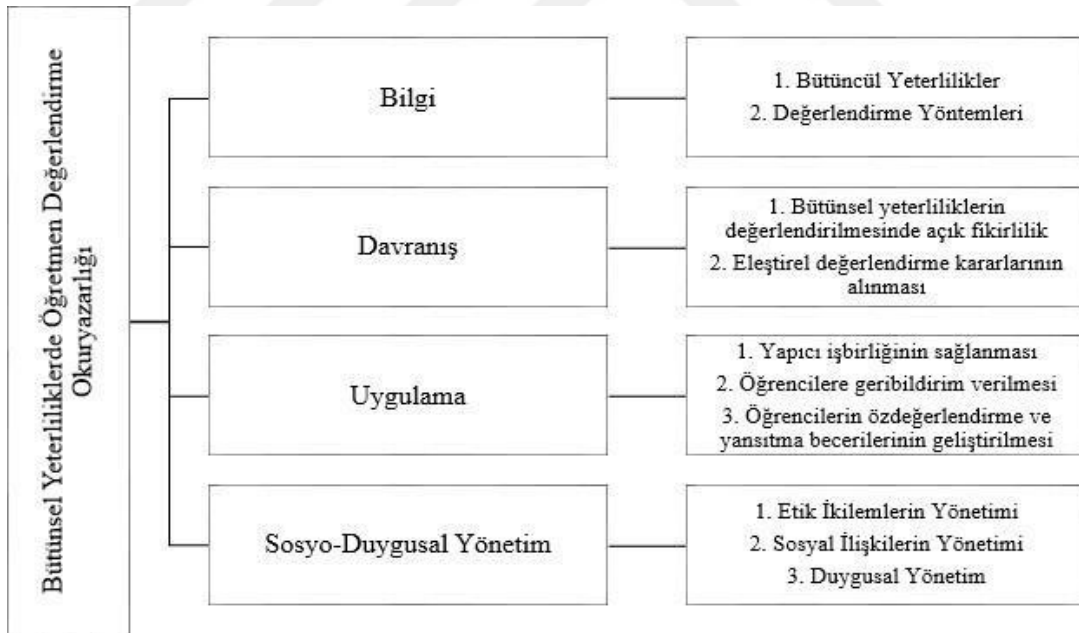 Bütünsel Yeterliliklerde Öğretmen Değerlendirme
Okuryazarlığı
Bilgi
1. Bütüncül Yeterlilikler
2. Değerlendirme Yöntemleri
Davranış
1. Bütünsel yeterliliklerin
değerlendirilmesinde açık fikirlilik
2. Eleştirel değerlendirme kararlarının
alınması
Uygulama
1. Yapıcı işbirliğinin sağlanması
2. Öğrencilere geribildirim verilmesi
3. Öğrencilerin özdeğerlendirme ve
yansıtma becerilerinin geliştirilmesi
Sosyo-Duygusal Yönetim
1. Etik İkilemlerin Yönetimi
2. Sosyal İlişkilerin Yönetimi
3. Duygusal Yönetim